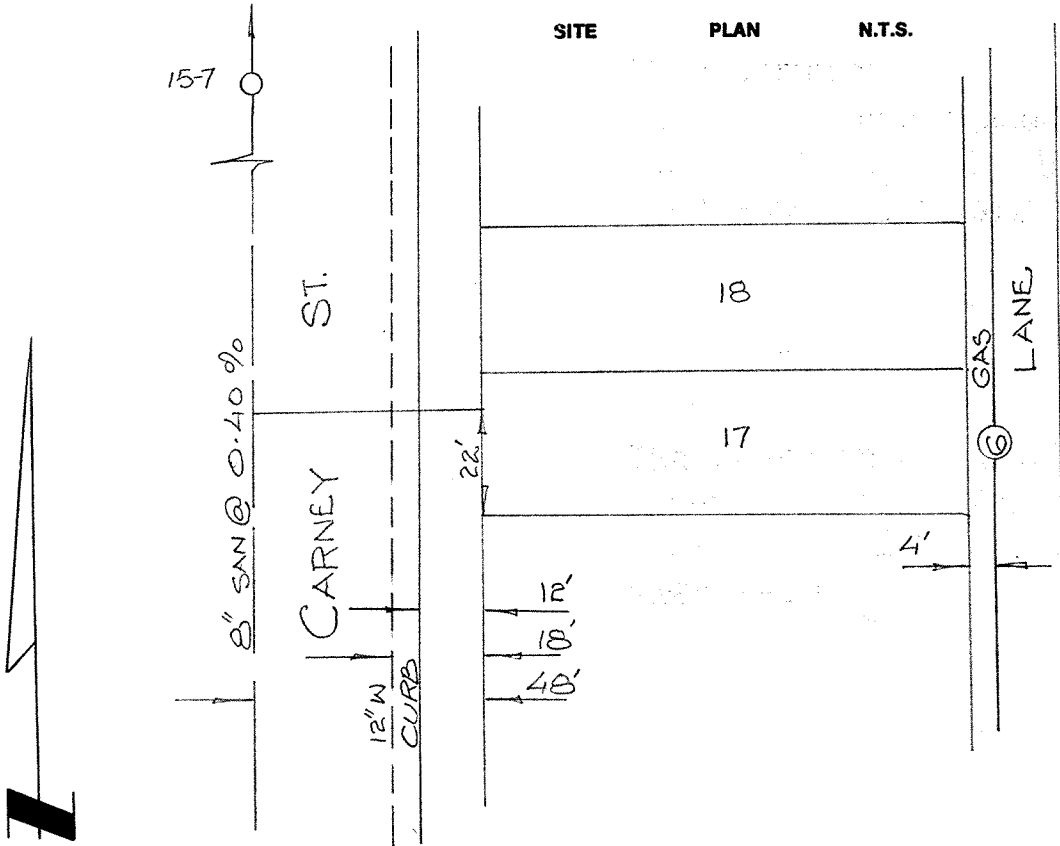 SITE PLAN N.T.S.
15-7
18
17
22'
8" SAN @ 0.40 %
CARNEY ST.
GAS
LANE
6
4'
12'
18'
48'
12" W
CURB